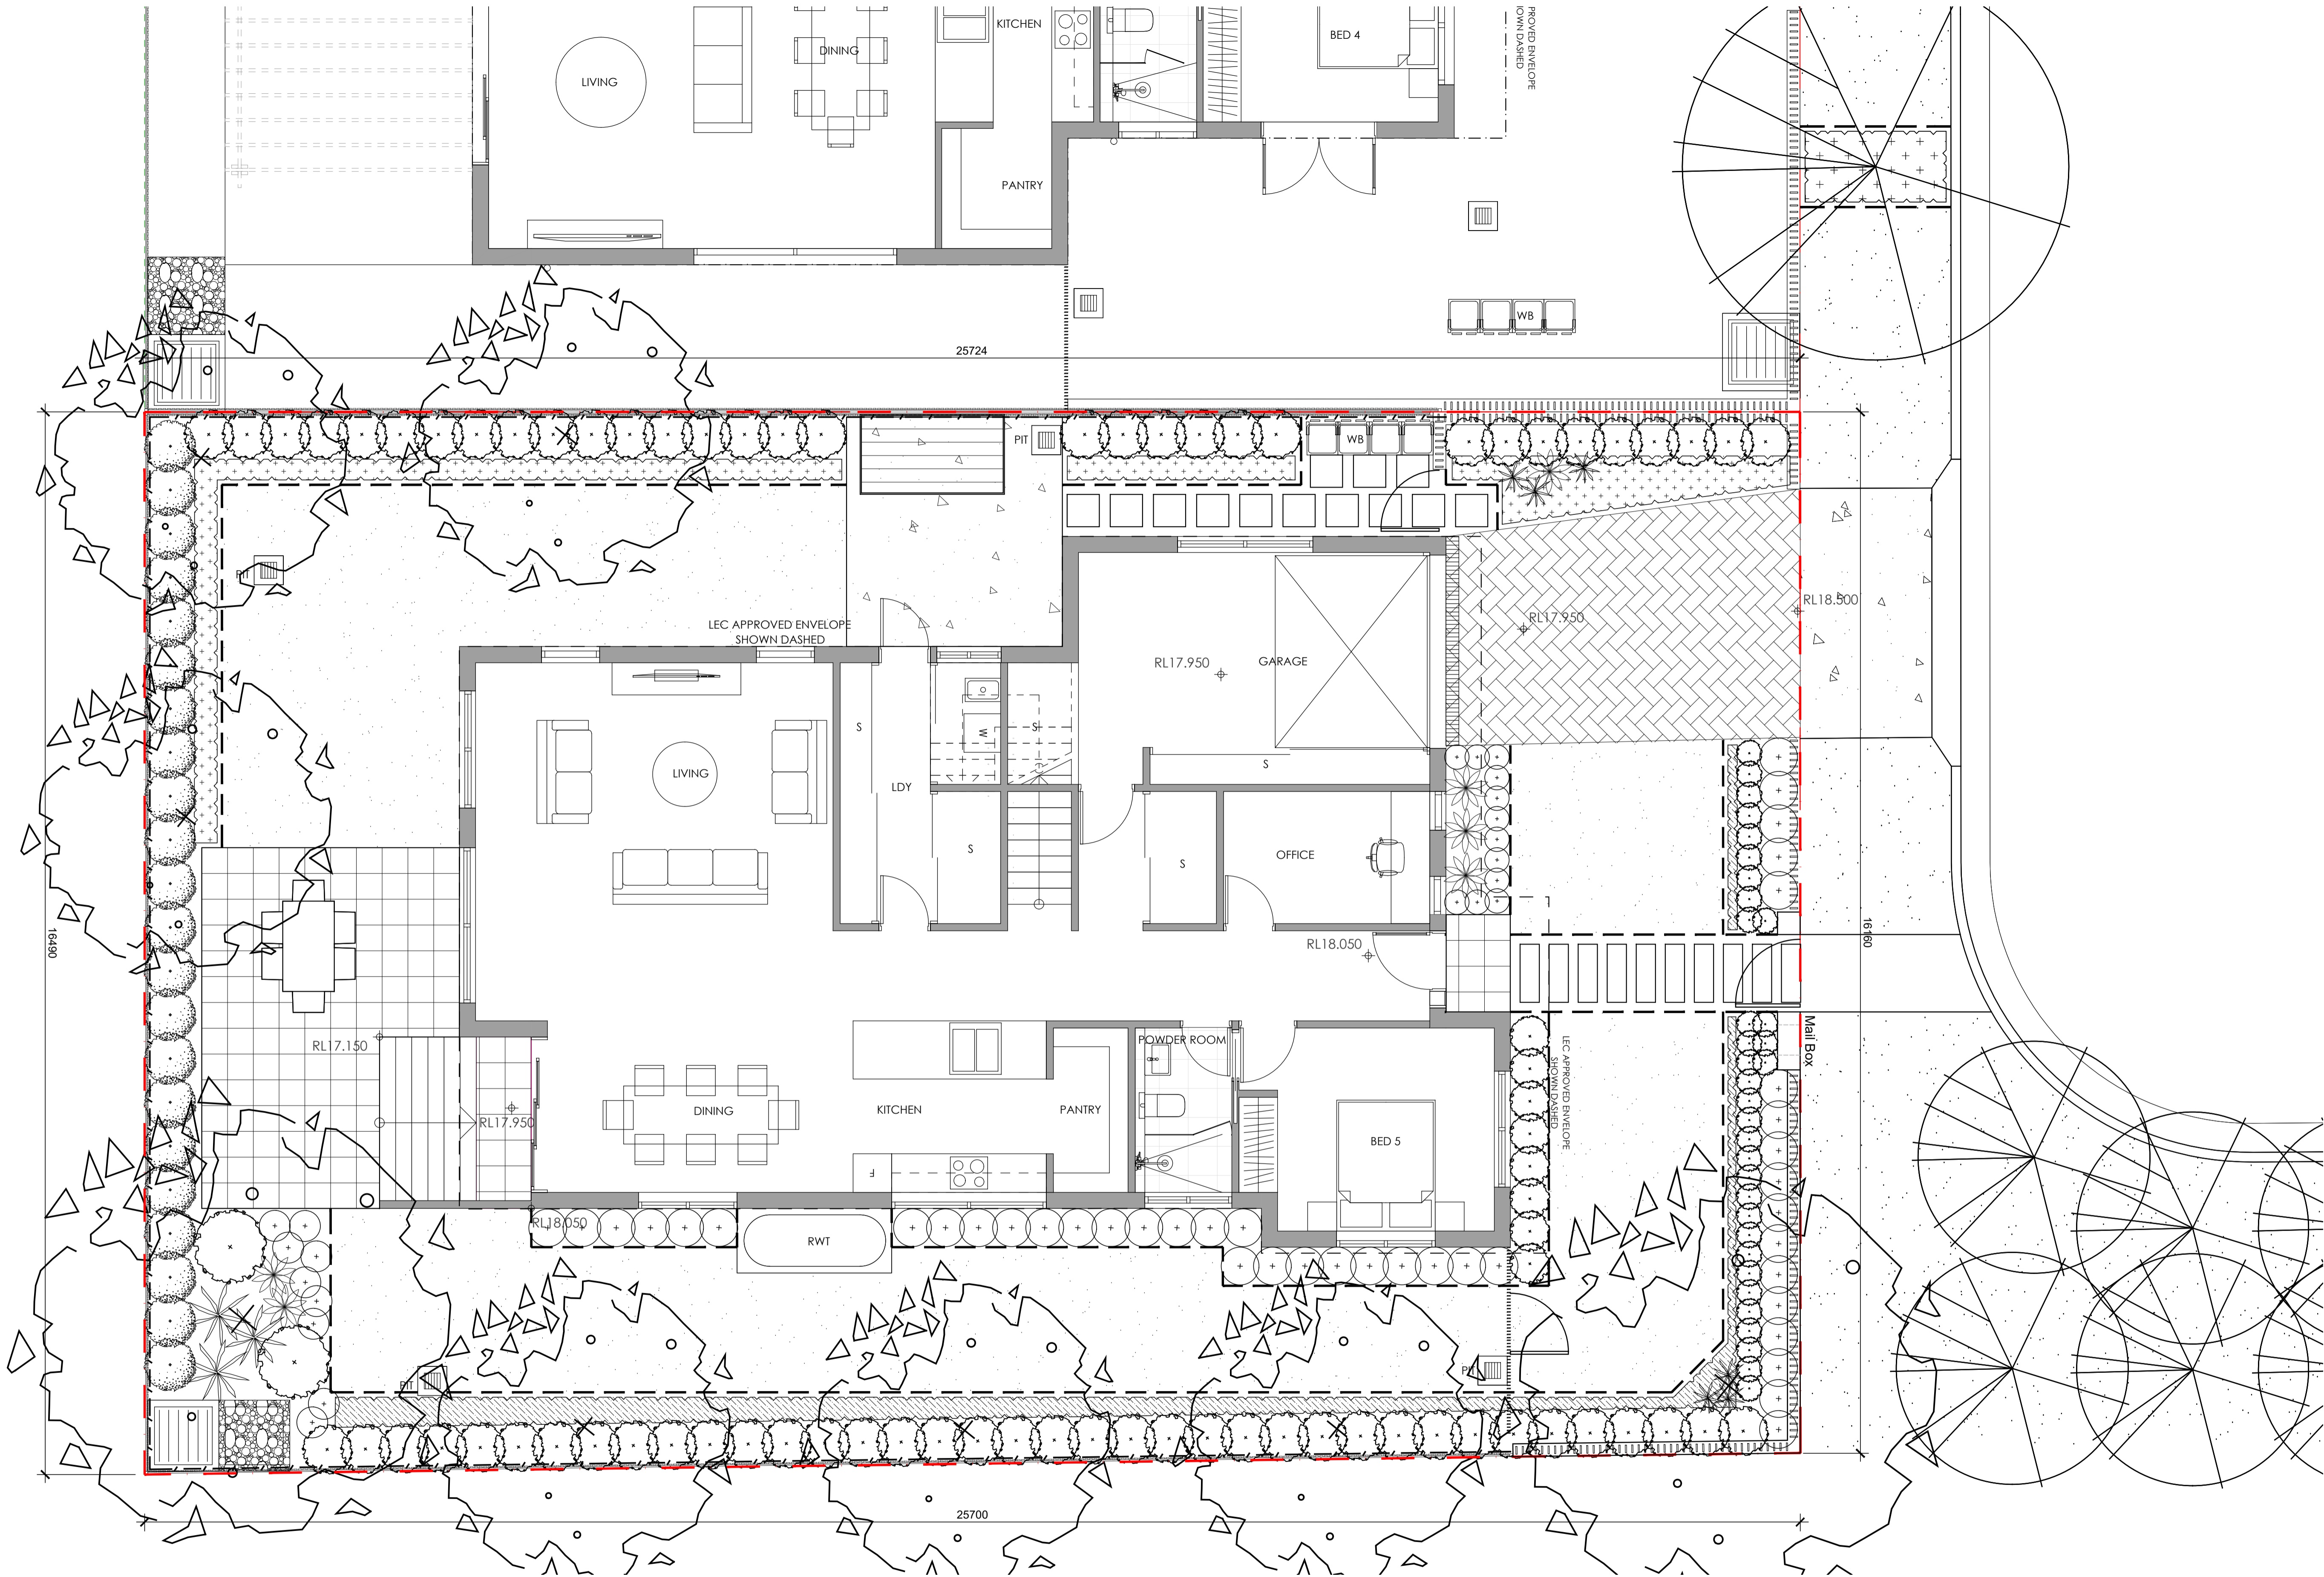 KITCHEN
DINING
BED 4
LIVING
PROVED ENVELOPE
HOWN DASHED
PANTRY
WB
25724
PIT
WB
PIT
LEC APPROVED ENVELOPE
SHOWN DASHED
RL17.950
RL18.500
RL17.950
GARAGE
S
S
W
LIVING
S
LDY
S
S
OFFICE
16490
16160
RL18.050
RL17.150
Mail Box
POWDER ROOM
LEC APPROVED ENVELOPE
SHOWN DASHED
RL17.950
DINING
KITCHEN
PANTRY
BED 5
F
RL18.050
RWT
PIT
PIT
25700